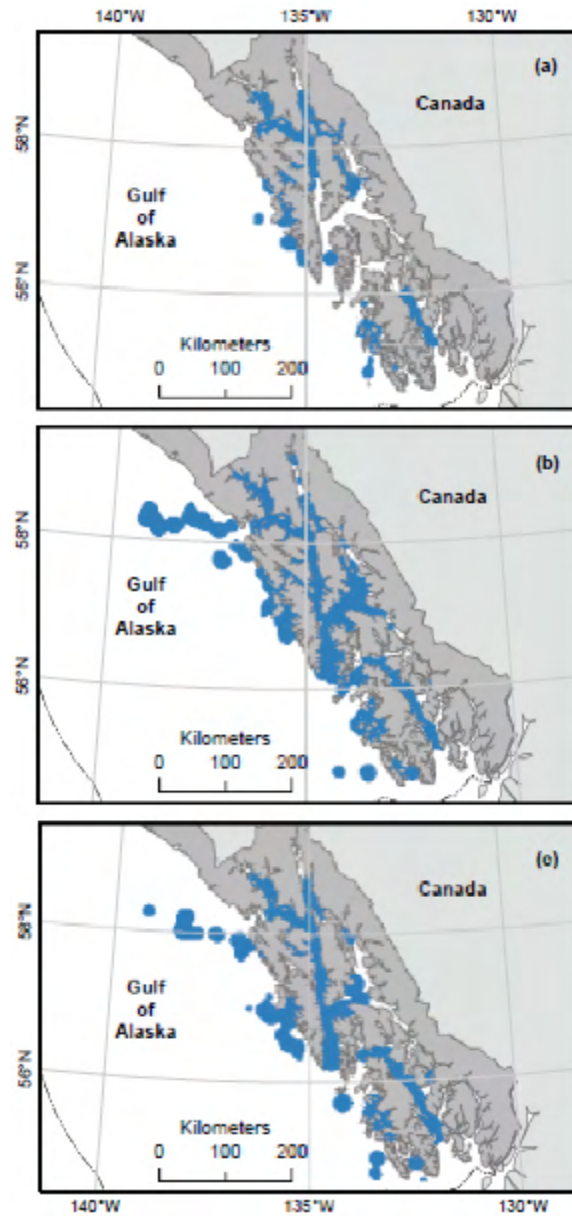 140°W 135°W 130°W
(a)
Canada
58°N
Gulf
of
Alaska
56°N
Kilometers
0 100 200
(b)
Canada
58°N
Gulf
of
Alaska
56°N
Kilometers
0 100 200
(e)
Canada
58°N
Gulf
of
Alaska
56°N
Kilometers
0 100 200
140°W 135°W 130°W